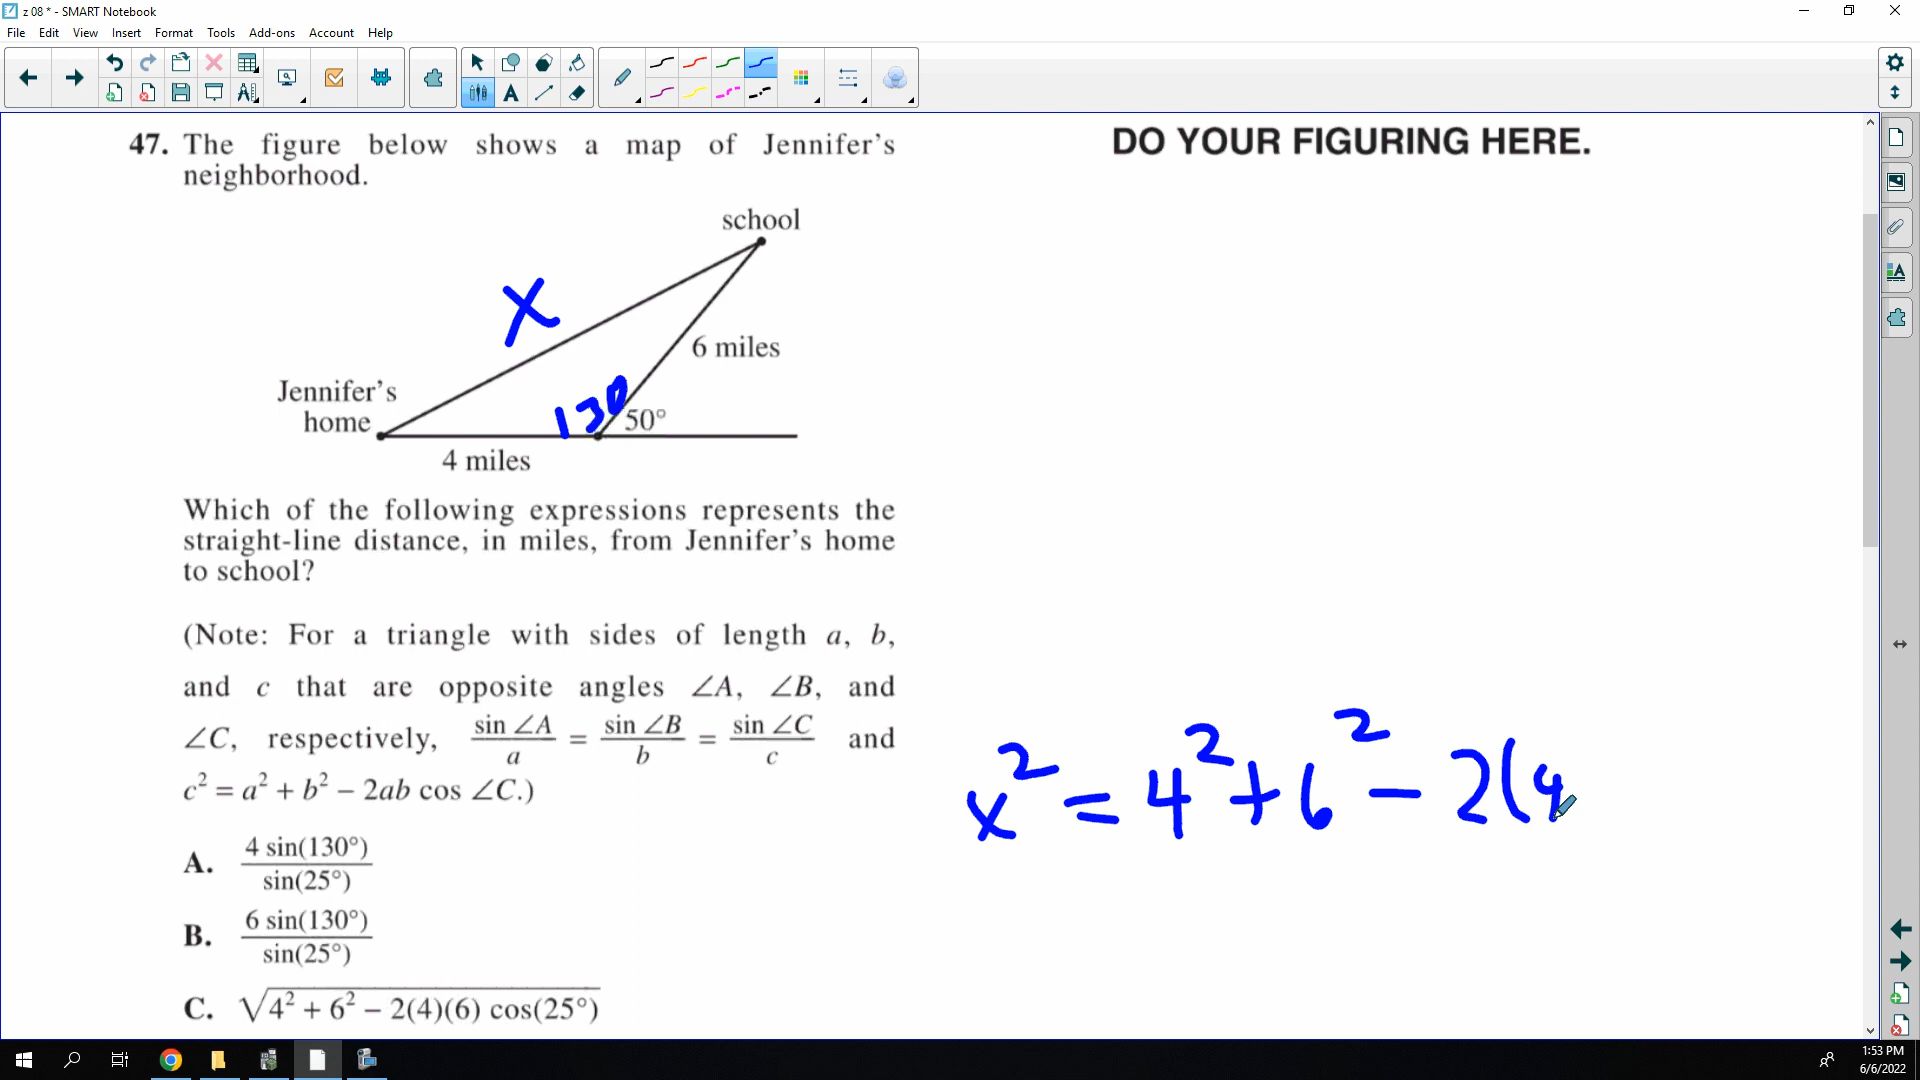 z 08 * - SMART Notebook
File Edit View Insert Format Tools Add-ons Account Help
47. The figure below shows a map of Jennifer's
neighborhood.
DO YOUR FIGURING HERE.
school
x
6 miles
Jennifer's
home
130
50°
4 miles
Which of the following expressions represents the
straight-line distance, in miles, from Jennifer's home
to school?
(Note: For a triangle with sides of length a, b,
and c that are opposite angles ∠A, ∠B, and
∠C, respectively, sin ∠A / a = sin ∠B / b = sin ∠C / c and
c² = a² + b² – 2ab cos ∠C.)
x² = 4² + 6² – 2(4
A. 4 sin(130°) / sin(25°)
B. 6 sin(130°) / sin(25°)
C. √4² + 6² – 2(4)(6) cos(25°)
1:53 PM
6/6/2022